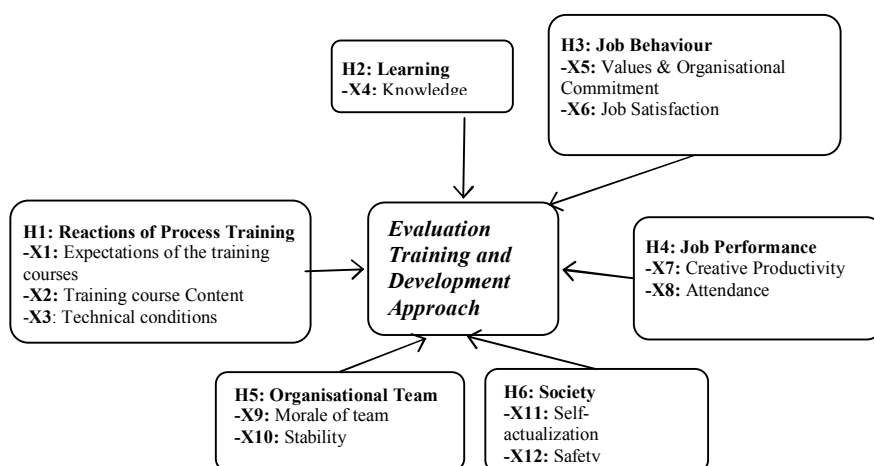 H2: Learning
-X4: Knowledge
H3: Job Behaviour
-X5: Values & Organisational
Commitment
-X6: Job Satisfaction
H1: Reactions of Process Training
-X1: Expectations of the training
courses
-X2: Training course Content
-X3: Technical conditions
Evaluation
Training and
Development
Approach
H4: Job Performance
-X7: Creative Productivity
-X8: Attendance
H5: Organisational Team
-X9: Morale of team
-X10: Stability
H6: Society
-X11: Self-
actualization
-X12: Safety